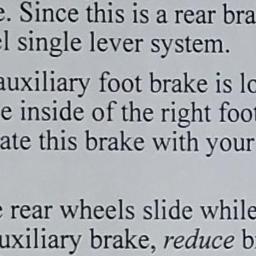 e. Since this is a rear bra
el single lever system.
auxiliary foot brake is lo
e inside of the right foot
ate this brake with your
e rear wheels slide while
uxiliary brake, reduce b